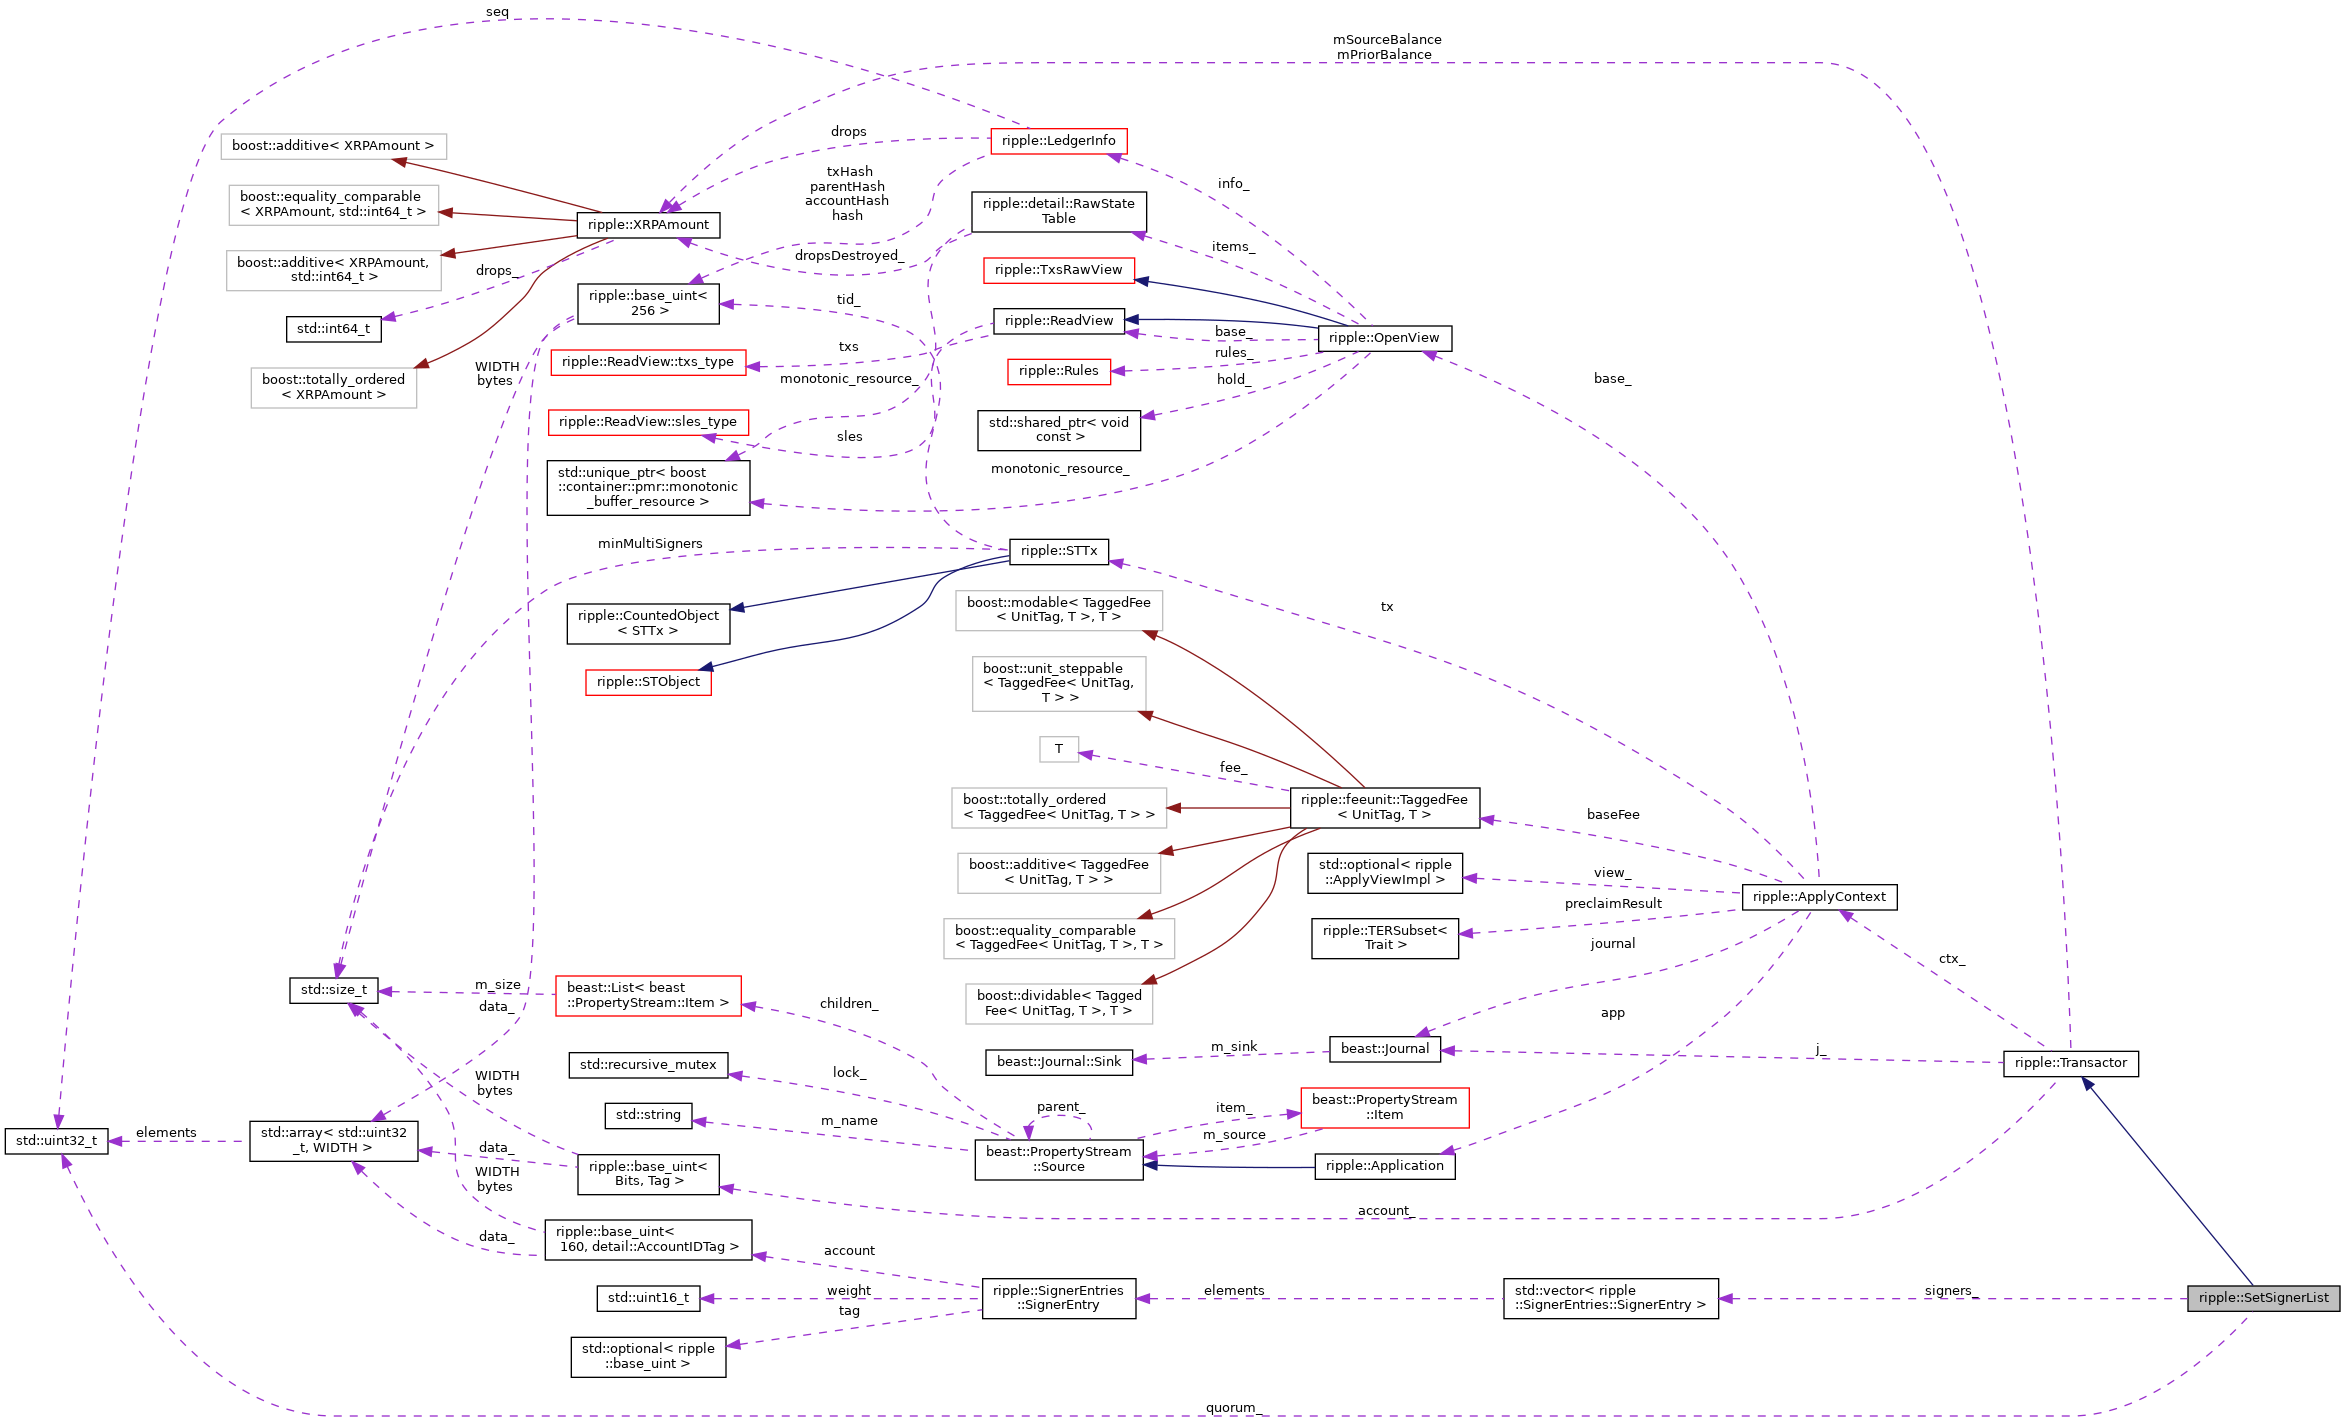 seq
mSourceBalance
mPriorBalance
drops
ripple::LedgerInfo
boost::additive< XRPAmount >
txHash
parentHash
accountHash
hash
info_
boost::equality_comparable
< XRPAmount, std::int64_t >
ripple::detail::RawState
Table
ripple::XRPAmount
items_
boost::additive< XRPAmount,
std::int64_t >
drops_
dropsDestroyed_
ripple::TxsRawView
ripple::base_uint<
256 >
tid_
std::int64_t
ripple::ReadView
base_
ripple::OpenView
ripple::ReadView::txs_type
txs
rules_
ripple::Rules
WIDTH
bytes
monotonic_resource_
hold_
base_
boost::totally_ordered
< XRPAmount >
ripple::ReadView::sles_type
sles
std::shared_ptr< void
const >
std::unique_ptr< boost
::container::pmr::monotonic
_buffer_resource >
monotonic_resource_
minMultiSigners
ripple::STTx
ripple::CountedObject
< STTx >
boost::modable< TaggedFee
< UnitTag, T >, T >
tx
ripple::STObject
boost::unit_steppable
< TaggedFee< UnitTag,
T > >
T
fee_
boost::totally_ordered
< TaggedFee< UnitTag, T > >
ripple::feeunit::TaggedFee
< UnitTag, T >
baseFee
boost::additive< TaggedFee
< UnitTag, T > >
std::optional< ripple
::ApplyViewImpl >
view_
ripple::ApplyContext
preclaimResult
boost::equality_comparable
< TaggedFee< UnitTag, T >, T >
ripple::TERSubset<
Trait >
journal
ctx_
std::size_t
m_size
data_
beast::List< beast
::PropertyStream::Item >
children_
boost::dividable< Tagged
Fee< UnitTag, T >, T >
app
std::recursive_mutex
lock_
beast::Journal::Sink
m_sink
beast::Journal
j_
ripple::Transactor
WIDTH
bytes
std::string
m_name
parent_
item_
beast::PropertyStream
::Item
std::uint32_t
elements
std::array< std::uint32
_t, WIDTH >
data_
m_source
beast::PropertyStream
::Source
ripple::Application
WIDTH
bytes
ripple::base_uint<
Bits, Tag >
account_
data_
ripple::base_uint<
160, detail::AccountIDTag >
account
std::uint16_t
weight
tag
ripple::SignerEntries
::SignerEntry
elements
std::vector< ripple
::SignerEntries::SignerEntry >
signers_
ripple::SetSignerList
std::optional< ripple
::base_uint >
quorum_